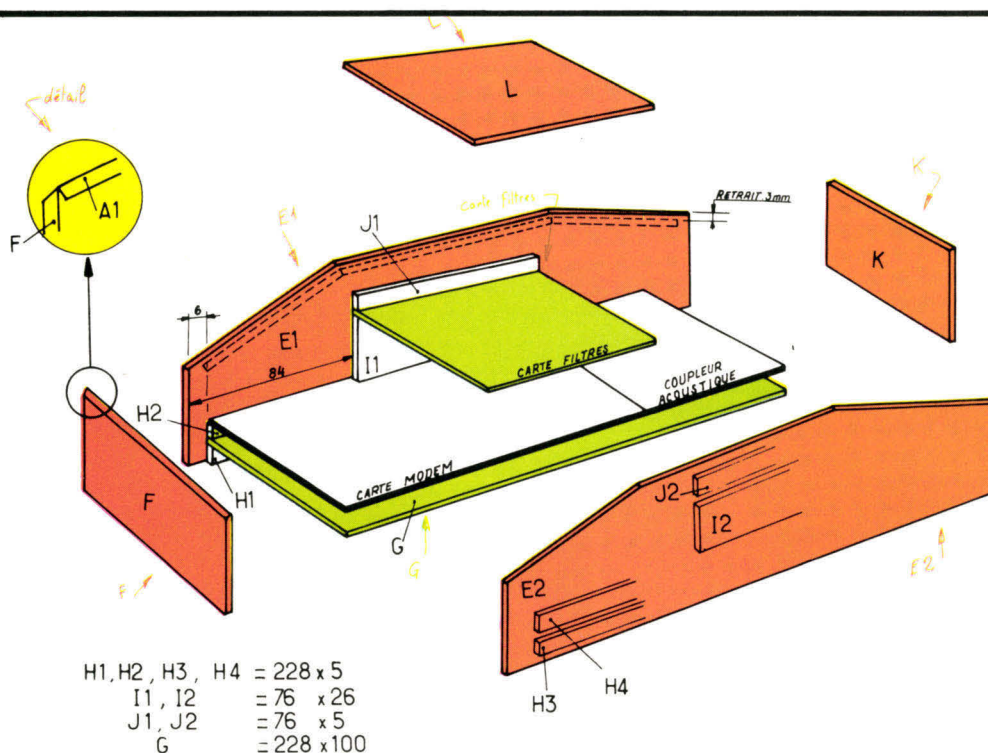 L
L
détail
A1
F
E1
carte filtres
J1
RETRAIT 3mm
K
K
6
E1
84
I1
CARTE FILTRES
COUPLEUR
ACOUSTIQUE
H2
H1
CARTE MODEM
F
G
G
F
J2
I2
E2
E2
H4
H3
H1, H2, H3, H4 = 228 x 5
I1, I2 = 76 x 26
J1, J2 = 76 x 5
G = 228 x 100